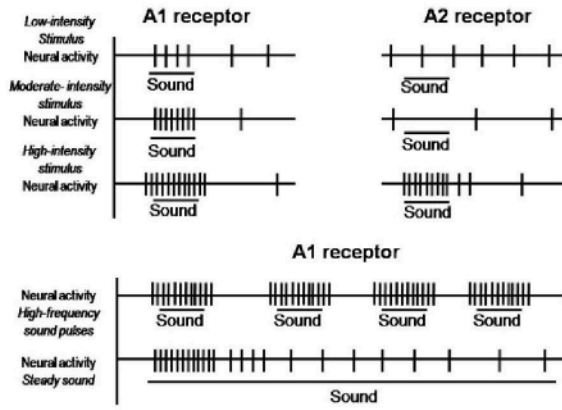 A1 receptor
A2 receptor
Low-intensity
Stimulus
Neural activity
Sound
Sound
Moderate- intensity
stimulus
Neural activity
Sound
Sound
High-intensity
stimulus
Neural activity
Sound
Sound
A1 receptor
Neural activity
High-frequency
sound pulses
Sound
Sound
Sound
Sound
Neural activity
Steady sound
Sound